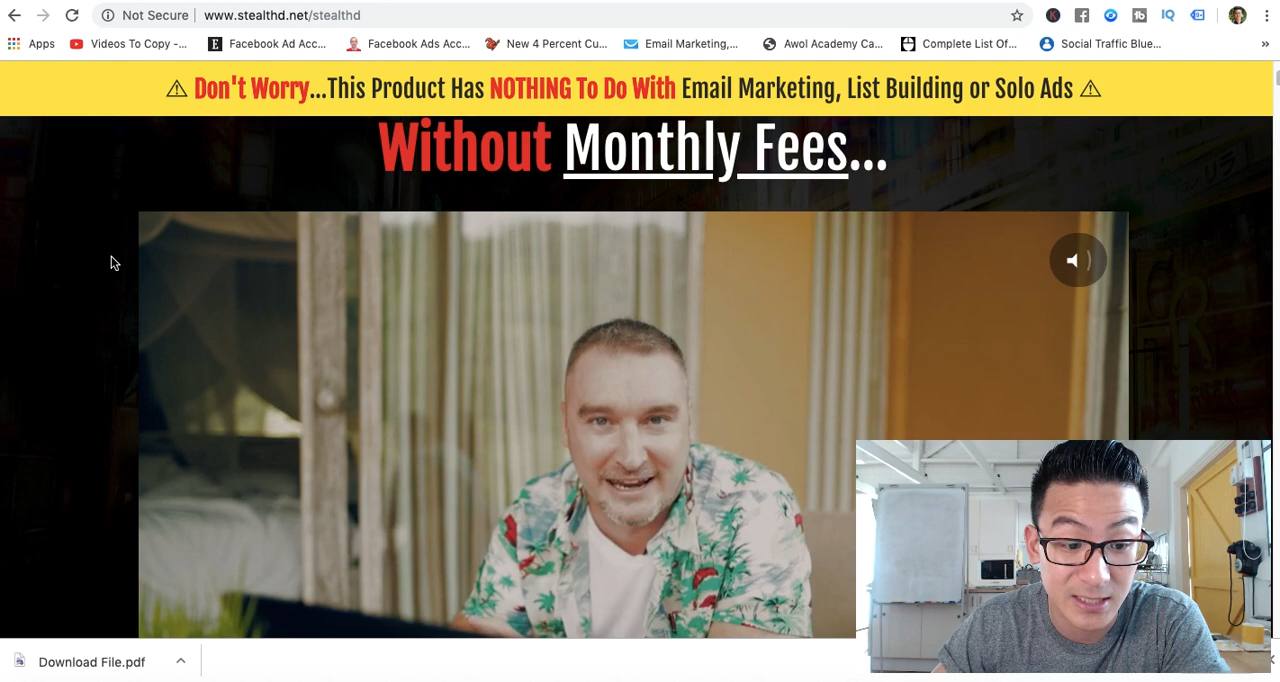 Not Secure www.stealthd.net/stealthd
Apps Videos To Copy -... Facebook Ad Acc... Facebook Ads Acc... New 4 Percent Cu... Email Marketing,... Awol Academy Ca... Complete List Of... Social Traffic Blue... »
⚠ Don't Worry...This Product Has NOTHING To Do With Email Marketing, List Building or Solo Ads ⚠
Without Monthly Fees...
Download File.pdf